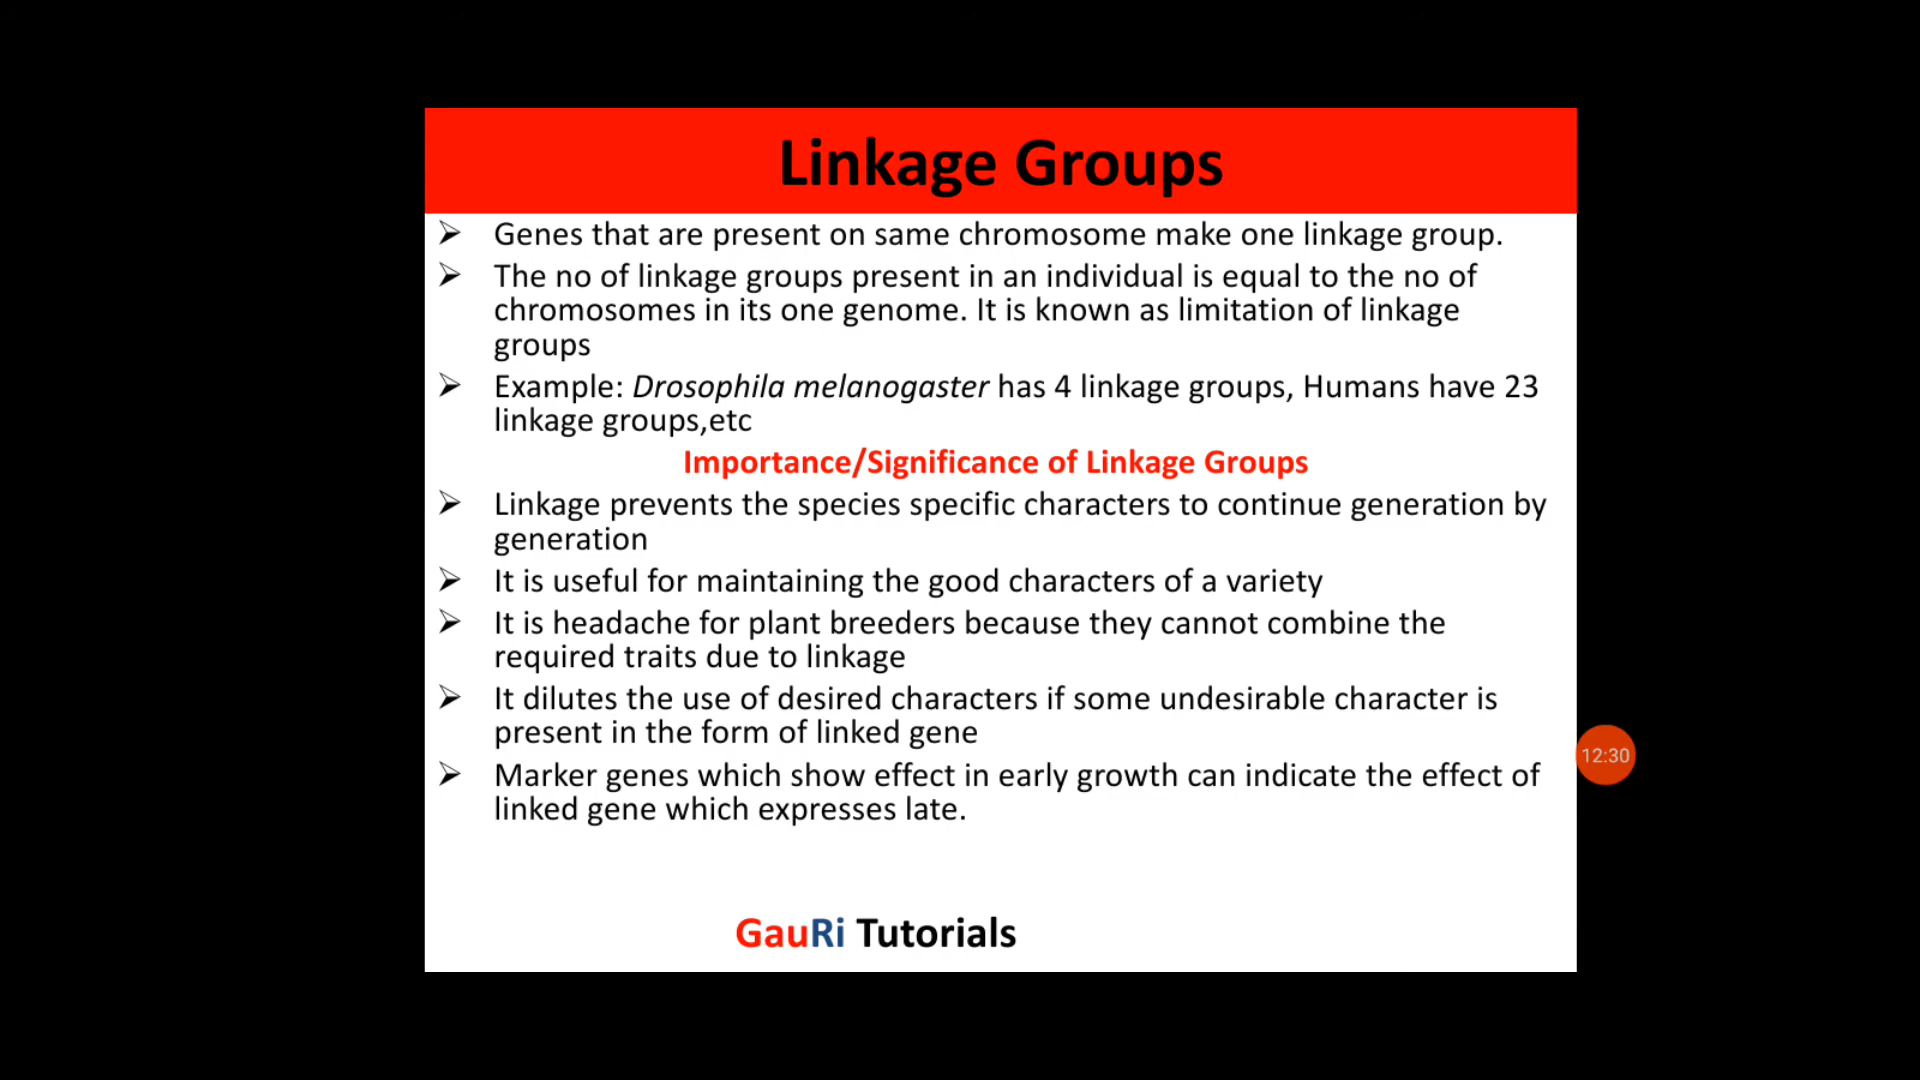 Linkage Groups
➢ Genes that are present on same chromosome make one linkage group.
➢ The no of linkage groups present in an individual is equal to the no of
chromosomes in its one genome. It is known as limitation of linkage
groups
➢ Example: Drosophila melanogaster has 4 linkage groups, Humans have 23
linkage groups,etc
Importance/Significance of Linkage Groups
➢ Linkage prevents the species specific characters to continue generation by
generation
➢ It is useful for maintaining the good characters of a variety
➢ It is headache for plant breeders because they cannot combine the
required traits due to linkage
➢ It dilutes the use of desired characters if some undesirable character is
present in the form of linked gene
➢ Marker genes which show effect in early growth can indicate the effect of
linked gene which expresses late.
12:30
GauRi Tutorials